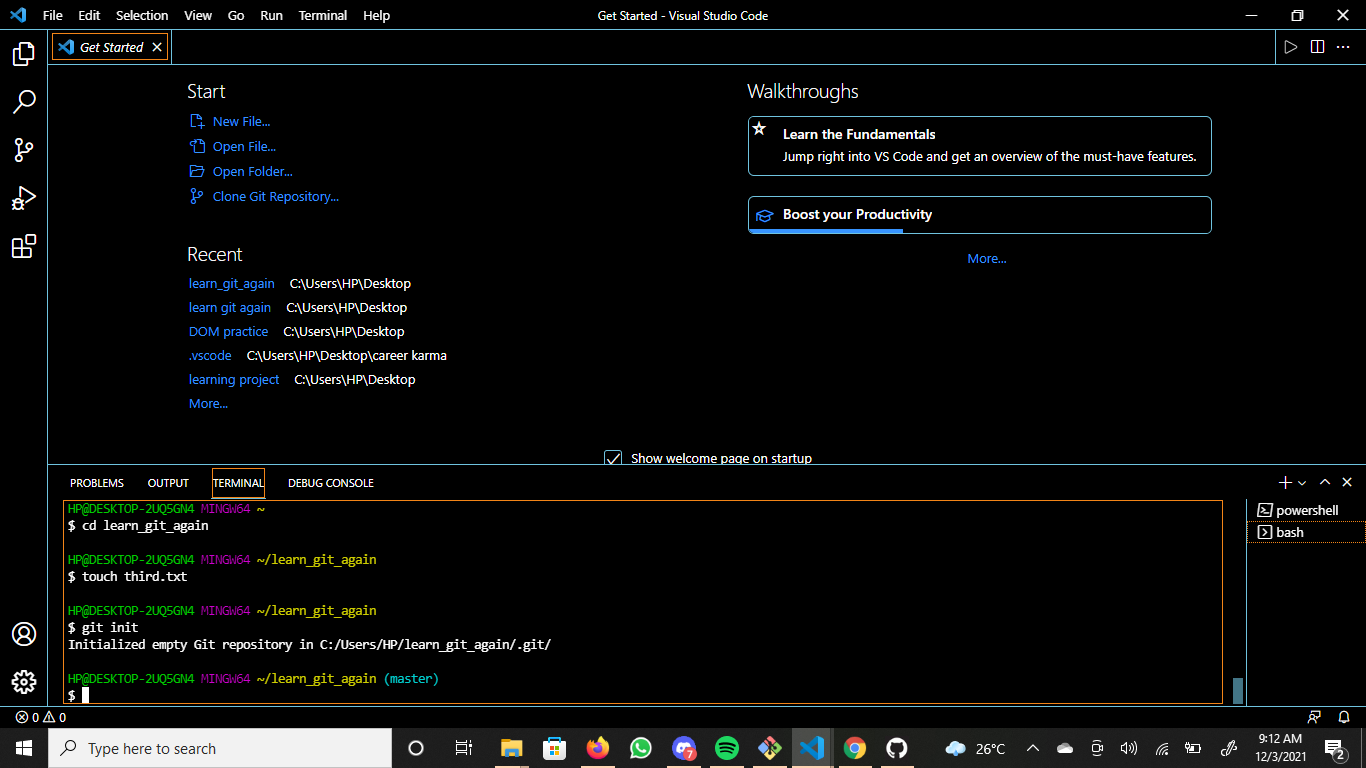 File Edit Selection View Go Run Terminal Help
Get Started - Visual Studio Code
Get Started
Start
New File...
Open File...
Open Folder...
Clone Git Repository...
Recent
learn_git_again C:\Users\HP\Desktop
learn git again C:\Users\HP\Desktop
DOM practice C:\Users\HP\Desktop
.vscode C:\Users\HP\Desktop\career karma
learning project C:\Users\HP\Desktop
More...
Walkthroughs
Learn the Fundamentals
Jump right into VS Code and get an overview of the must-have features.
Boost your Productivity
More...
Show welcome page on startup
PROBLEMS OUTPUT TERMINAL DEBUG CONSOLE
HP@DESKTOP-2UQ5GN4 MINGW64 ~
$ cd learn_git_again
HP@DESKTOP-2UQ5GN4 MINGW64 ~/learn_git_again
$ touch third.txt
HP@DESKTOP-2UQ5GN4 MINGW64 ~/learn_git_again
$ git init
Initialized empty Git repository in C:/Users/HP/learn_git_again/.git/
HP@DESKTOP-2UQ5GN4 MINGW64 ~/learn_git_again (master)
$
powershell
bash
0 0
Type here to search
7
26°C
9:12 AM
12/3/2021
2